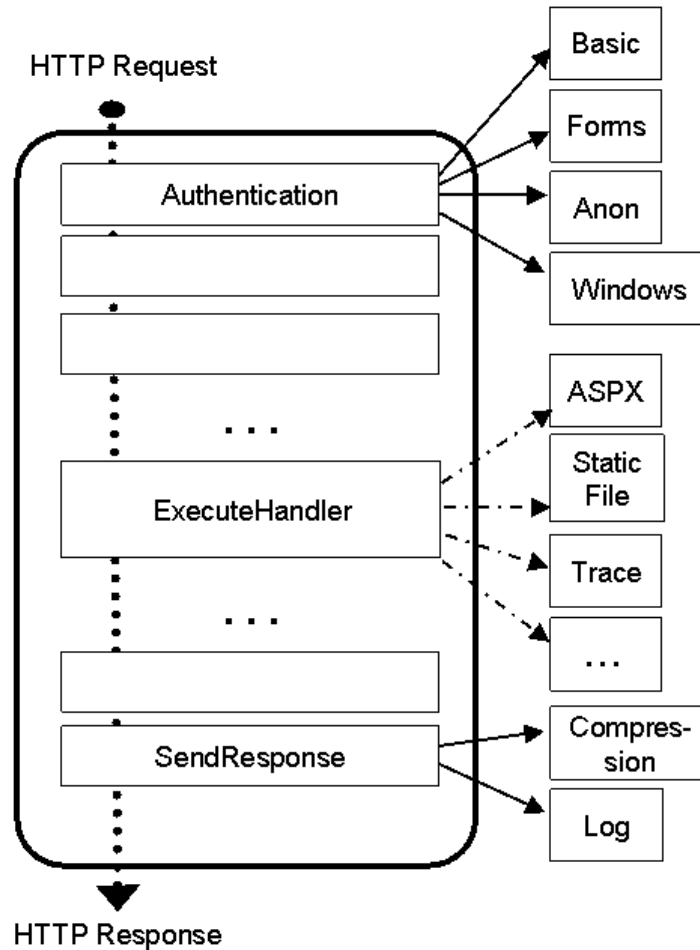 HTTP Request
Basic
Forms
Authentication
Anon
Windows
ASPX
. . .
Static
File
ExecuteHandler
Trace
. . .
...
Compres-
sion
SendResponse
Log
HTTP Response